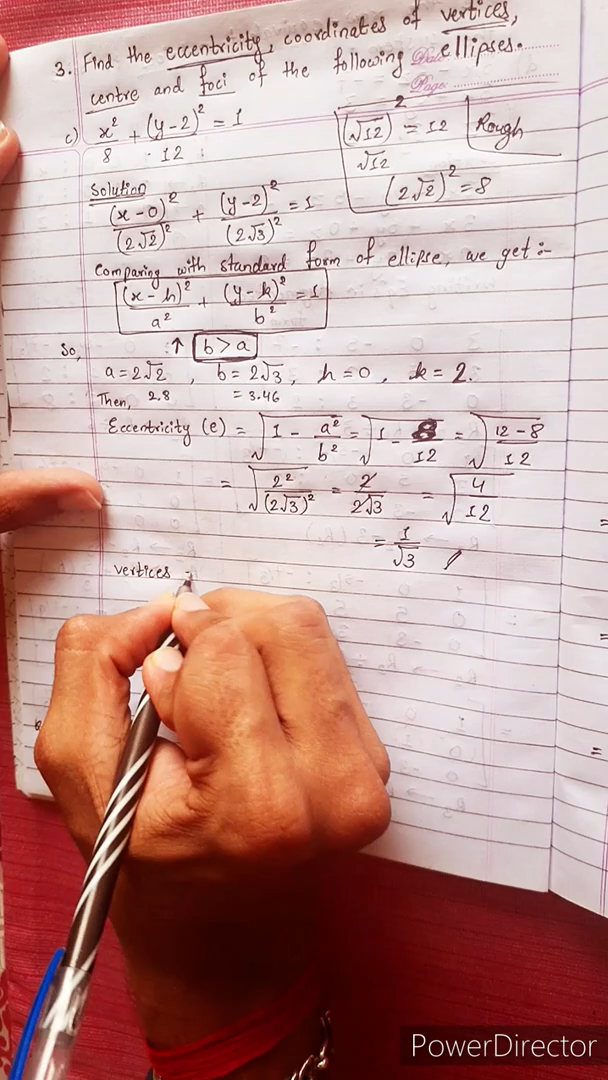 3. Find the eccentricity, coordinates of vertices,
centre and foci of the following ellipses.
Date
Page
c) x²/8 + (y-2)²/12 = 1
(√12)² = 12
Rough
√12
(2√2)² = 8
Solution
(x-0)²/(2√2)² + (y-2)²/(2√3)² = 1
Comparing with standard form of ellipse, we get :-
(x-h)²/a² + (y-k)²/b² = 1
↑ b > a
So,
a = 2√2 , b = 2√3, h = 0, k = 2.
Then, 2.8 = 3.46
Eccentricity (e) = √(1 - a²/b²) = √(1 - 8/12) = √((12-8)/12)
= √(2²/(2√3)²) = 2/2√3 = √(4/12)
= 1/√3
vertices
PowerDirector